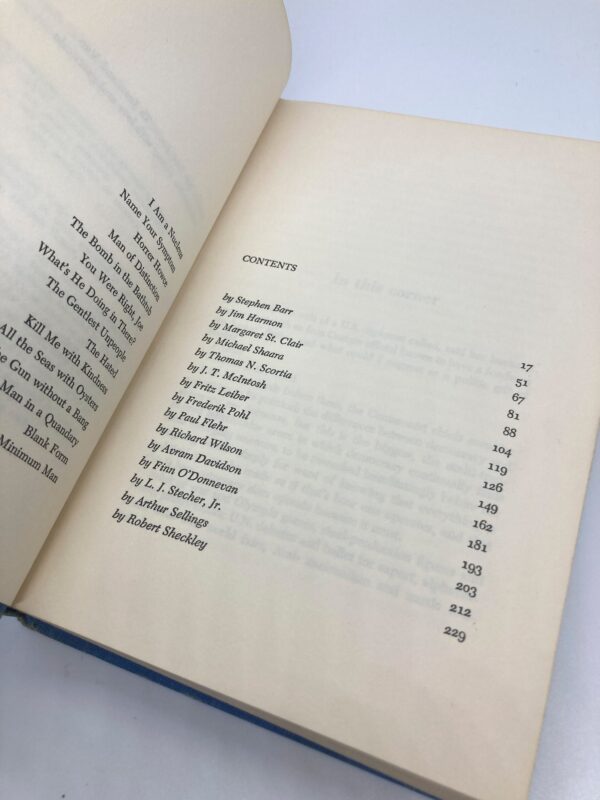 I Am a Nucleus
Name Your Symptom
Horrer Howce
Man of Distinction
The Bomb in the Bathtub
You Were Right, Joe
What's He Doing in There?
The Gentlest Unpeople
The Hated
Kill Me with Kindness
All the Seas with Oysters
Gun without a Bang
Man in a Quandary
Blank Form
Minimum Man
CONTENTS
in this corner
by Stephen Barr 17
by Jim Harmon 51
by Margaret St. Clair 67
by Michael Shaara 81
by Thomas N. Scortia 88
by J. T. McIntosh 104
by Fritz Leiber 119
by Frederik Pohl 126
by Paul Flehr 149
by Richard Wilson 162
by Avram Davidson 181
by Finn O'Donnevan 193
by L. J. Stecher, Jr. 203
by Arthur Sellings 212
by Robert Sheckley 229